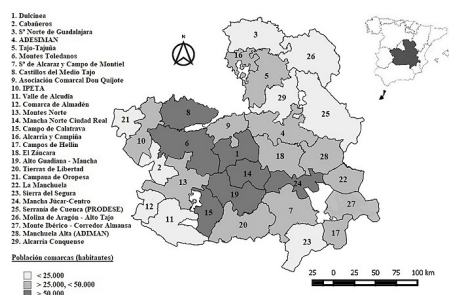 1. Dulcinea
2. Cabañeros
3. Sª Norte de Guadalajara
4. ADESIMAN
5. Tajo-Tajuña
6. Montes Toledanos
7. Sª de Alcaraz y Campo de Montiel
8. Castillos del Medio Tajo
9. Asociación Comarcal Don Quijote
10. IPETA
11. Valle de Alcudia
12. Comarca de Almadén
13. Montes Norte
14. Mancha Norte Ciudad Real
15. Campo de Calatrava
16. Alcarria y Campiña
17. Campos de Hellín
18. El Záncara
19. Alto Guadiana - Mancha
20. Tierras de Libertad
21. Campana de Oropesa
22. La Manchuela
23. Sierra del Segura
24. Mancha Júcar-Centro
25. Serranía de Cuenca (PRODESE)
26. Molina de Aragón - Alto Tajo
27. Monte Ibérico - Corredor Almansa
28. Manchuela Alta (ADIMAN)
29. Alcarria Conquense
Población comarcas (habitantes)
< 25.000
> 25.000, < 50.000
> 50.000
3
26
16
5
29
25
8
21
9
4
10
6
1
18
28
2
14
13
24
22
19
12
15
7
27
11
20
17
23
25 0 25 50 75 100 km